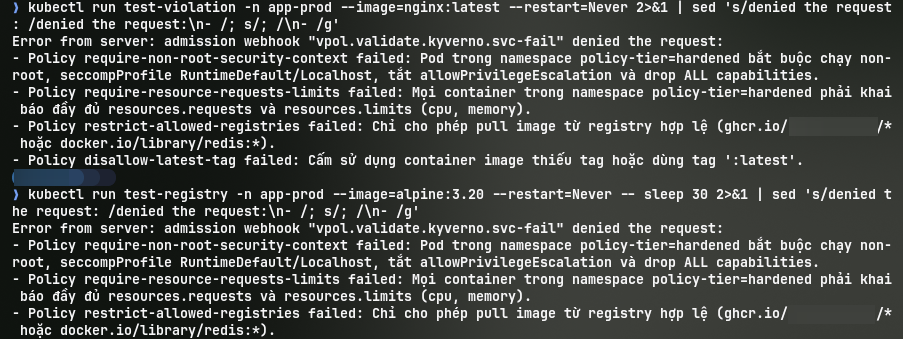 ❯ kubectl run test-violation -n app-prod --image=nginx:latest --restart=Never 2>&1 | sed 's/denied the request
: /denied the request:\n- /; s/; /\n- /g'
Error from server: admission webhook "vpol.validate.kyverno.svc-fail" denied the request:
- Policy require-non-root-security-context failed: Pod trong namespace policy-tier=hardened bắt buộc chạy non-
root, seccompProfile RuntimeDefault/Localhost, tắt allowPrivilegeEscalation và drop ALL capabilities.
- Policy require-resource-requests-limits failed: Mọi container trong namespace policy-tier=hardened phải khai
báo đầy đủ resources.requests và resources.limits (cpu, memory).
- Policy restrict-allowed-registries failed: Chỉ cho phép pull image từ registry hợp lệ (ghcr.io/ /*
hoặc docker.io/library/redis:*).
- Policy disallow-latest-tag failed: Cấm sử dụng container image thiếu tag hoặc dùng tag ':latest'.
❯ kubectl run test-registry -n app-prod --image=alpine:3.20 --restart=Never -- sleep 30 2>&1 | sed 's/denied t
he request: /denied the request:\n- /; s/; /\n- /g'
Error from server: admission webhook "vpol.validate.kyverno.svc-fail" denied the request:
- Policy require-non-root-security-context failed: Pod trong namespace policy-tier=hardened bắt buộc chạy non-
root, seccompProfile RuntimeDefault/Localhost, tắt allowPrivilegeEscalation và drop ALL capabilities.
- Policy require-resource-requests-limits failed: Mọi container trong namespace policy-tier=hardened phải khai
báo đầy đủ resources.requests và resources.limits (cpu, memory).
- Policy restrict-allowed-registries failed: Chỉ cho phép pull image từ registry hợp lệ (ghcr.io/ /*
hoặc docker.io/library/redis:*).